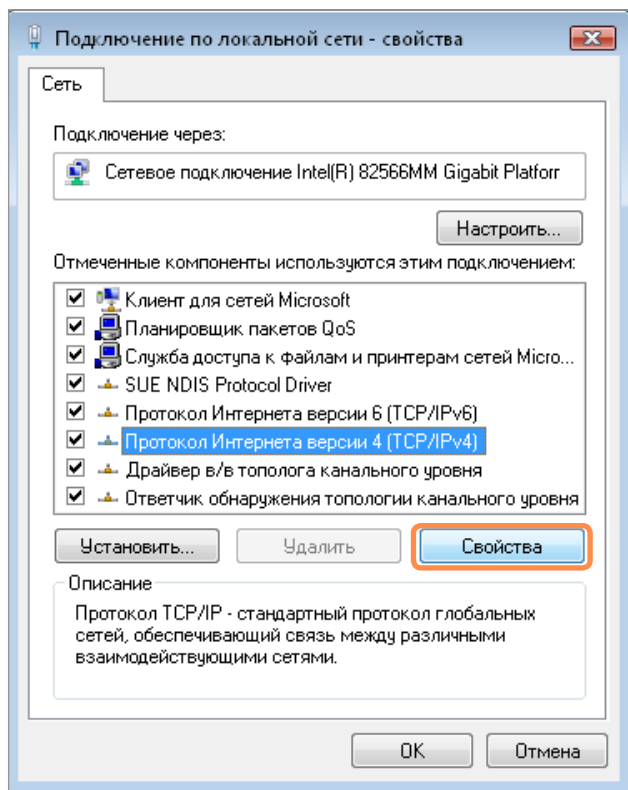 Подключение по локальной сети - свойства
Сеть
Подключение через:
Сетевое подключение Intel(R) 82566MM Gigabit Platforr
Настроить...
Отмеченные компоненты используются этим подключением:
Клиент для сетей Microsoft
Планировщик пакетов QoS
Служба доступа к файлам и принтерам сетей Micro...
SUE NDIS Protocol Driver
Протокол Интернета версии 6 (TCP/IPv6)
Протокол Интернета версии 4 (TCP/IPv4)
Драйвер в/в тополога канального уровня
Ответчик обнаружения топологии канального уровня
Установить...
Удалить
Свойства
Описание
Протокол TCP/IP - стандартный протокол глобальных
сетей, обеспечивающий связь между различными
взаимодействующими сетями.
OK
Отмена